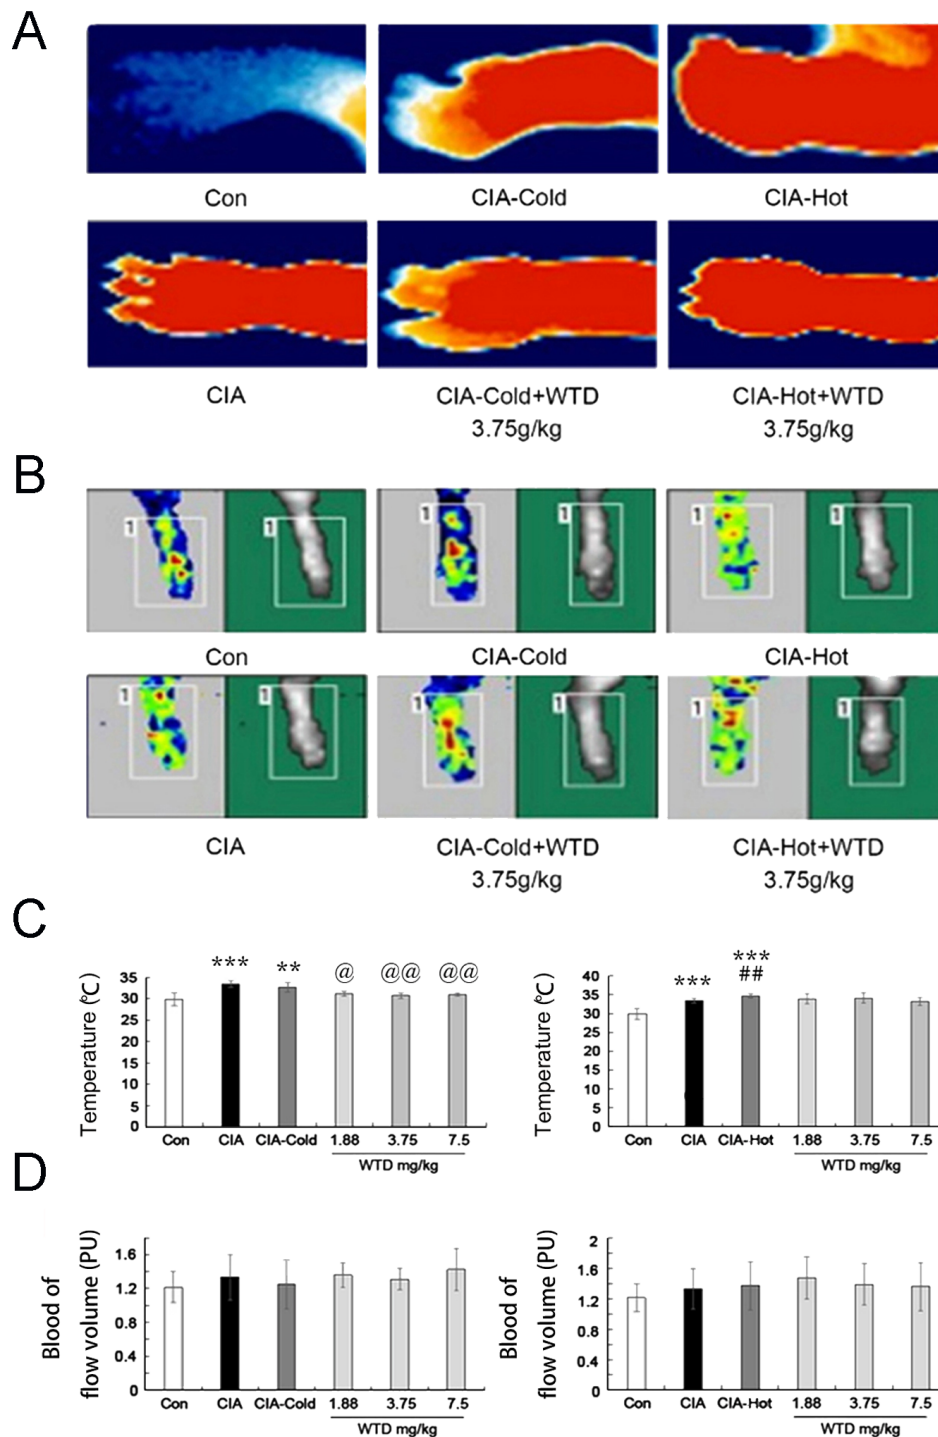 A
Con
CIA-Cold
CIA-Hot
CIA
CIA-Cold+WTD
3.75g/kg
CIA-Hot+WTD
3.75g/kg
B
1
1
1
1
1
1
Con
CIA-Cold
CIA-Hot
1
1
1
1
1
1
CIA
CIA-Cold+WTD
3.75g/kg
CIA-Hot+WTD
3.75g/kg
C
Temperature (℃)
35
30
25
20
15
10
5
0
***
**
@
@@
@@
Con
CIA
CIA-Cold
1.88
3.75
7.5
WTD mg/kg
Temperature (℃)
40
35
30
25
20
15
10
5
0
***
***
##
Con
CIA
CIA-Hot
1.88
3.75
7.5
WTD mg/kg
D
Blood of
flow volume (PU)
1.6
1.2
0.8
0.4
0
Con
CIA
CIA-Cold
1.88
3.75
7.5
WTD mg/kg
Blood of
flow volume (PU)
2
1.6
1.2
0.8
0.4
0
Con
CIA
CIA-Hot
1.88
3.75
7.5
WTD mg/kg